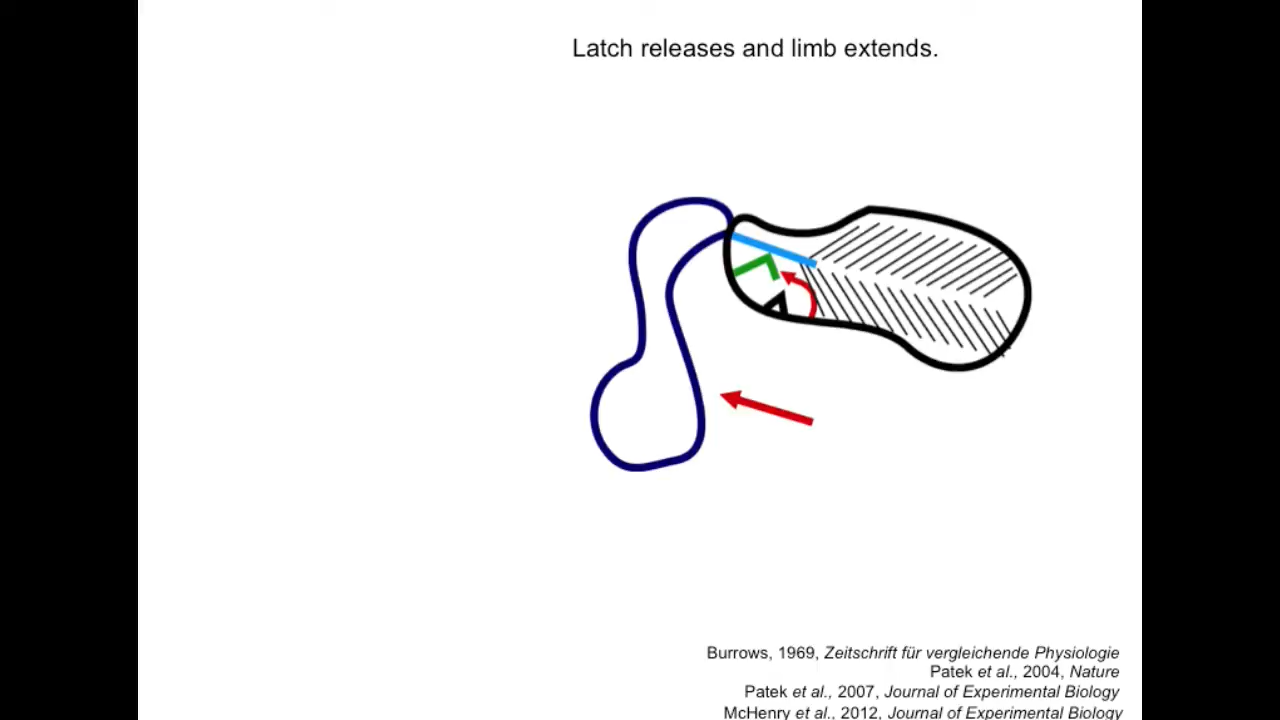 Latch releases and limb extends.
Burrows, 1969, Zeitschrift für vergleichende Physiologie
Patek et al., 2004, Nature
Patek et al., 2007, Journal of Experimental Biology
McHenry et al., 2012, Journal of Experimental Biology